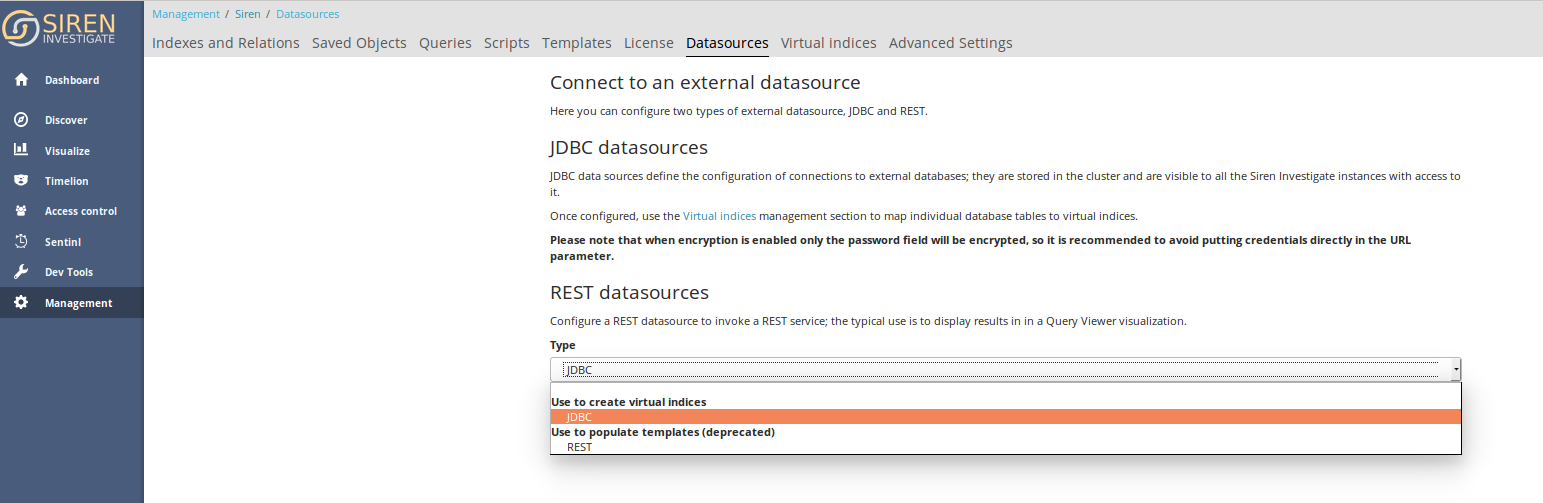 SIREN
INVESTIGATE
Dashboard
Discover
Visualize
Timelion
Access control
Sentinl
Dev Tools
Management
Management / Siren / Datasources
Indexes and Relations Saved Objects Queries Scripts Templates License Datasources Virtual indices Advanced Settings
Connect to an external datasource
Here you can configure two types of external datasource, JDBC and REST.
JDBC datasources
JDBC data sources define the configuration of connections to external databases; they are stored in the cluster and are visible to all the Siren Investigate instances with access to
it.
Once configured, use the Virtual indices management section to map individual database tables to virtual indices.
Please note that when encryption is enabled only the password field will be encrypted, so it is recommended to avoid putting credentials directly in the URL
parameter.
REST datasources
Configure a REST datasource to invoke a REST service; the typical use is to display results in in a Query Viewer visualization.
Type
JDBC
Use to create virtual indices
JDBC
Use to populate templates (deprecated)
REST